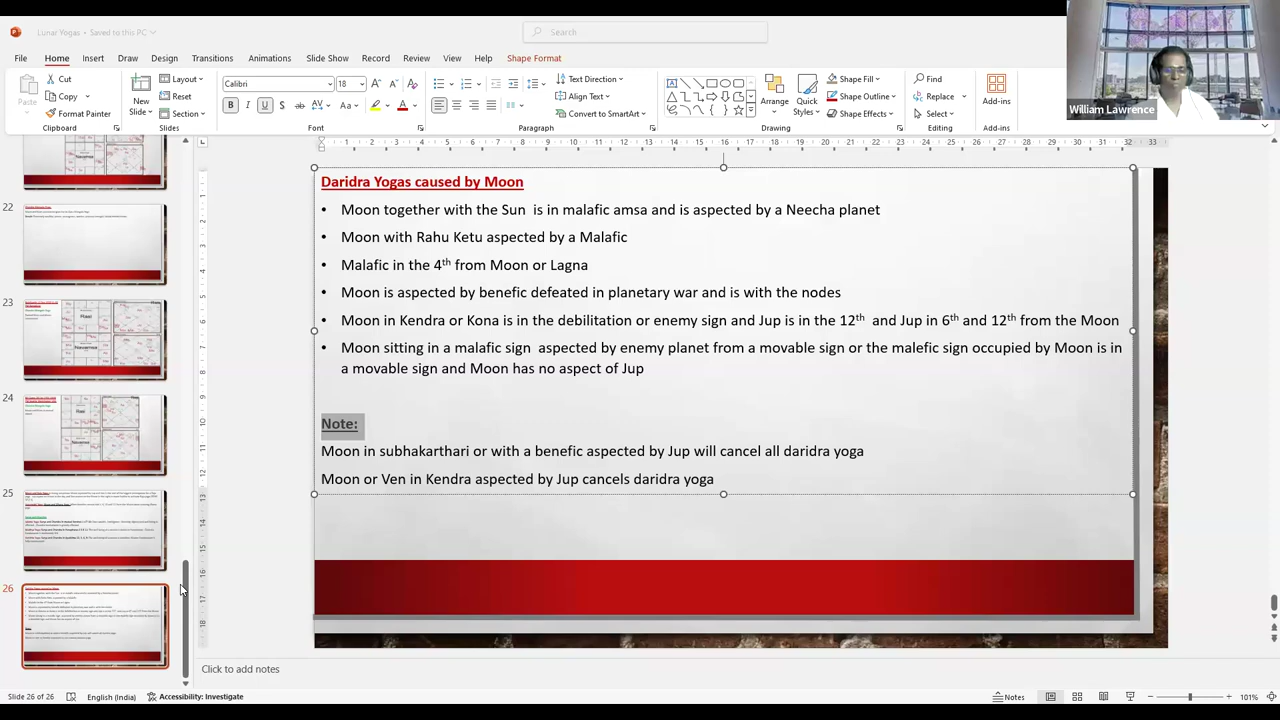 Lunar Yogas • Saved to this PC
Search
File Home Insert Draw Design Transitions Animations Slide Show Record Review View Help Shape Format
Paste
Cut
Copy
Format Painter
Clipboard
New Slide
Layout
Reset
Section
Slides
Calibri 18
Font
Text Direction
Align Text
Convert to SmartArt
Paragraph
Arrange
Quick Styles
Shape Fill
Shape Outline
Shape Effects
Drawing
Find
Replace
Select
Editing
Add-ins
Add-ins
William Lawrence
22
23
24
25
26
Daridra Yogas caused by Moon
• Moon together with the Sun is in malafic amsa and is aspected by a Neecha planet
• Moon with Rahu Ketu aspected by a Malafic
• Malafic in the 4th from Moon or Lagna
• Moon is aspected by benefic defeated in planetary war and is with the nodes
• Moon in Kendra or Kona is in the debilitation or enemy sign and Jup is in the 12th and Jup in 6th and 12th from the Moon
• Moon sitting in a malafic sign aspected by enemy planet from a movable sign or the malefic sign occupied by Moon is in
a movable sign and Moon has no aspect of Jup
Note:
Moon in subhakarthari or with a benefic aspected by Jup will cancel all daridra yoga
Moon or Ven in Kendra aspected by Jup cancels daridra yoga
Click to add notes
Slide 26 of 26 English (India) Accessibility: Investigate Notes 101%